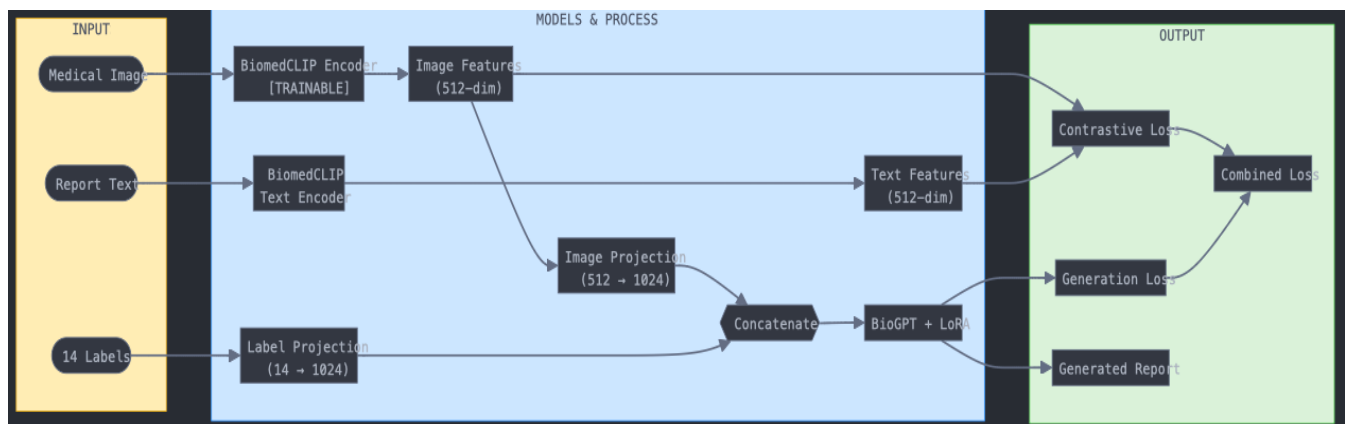 INPUT
Medical Image
Report Text
14 Labels
MODELS & PROCESS
BiomedCLIP Encoder
[TRAINABLE]
Image Features
(512-dim)
BiomedCLIP
Text Encoder
Text Features
(512-dim)
Image Projection
(512 → 1024)
Label Projection
(14 → 1024)
Concatenate
BioGPT + LoRA
OUTPUT
Contrastive Loss
Combined Loss
Generation Loss
Generated Report